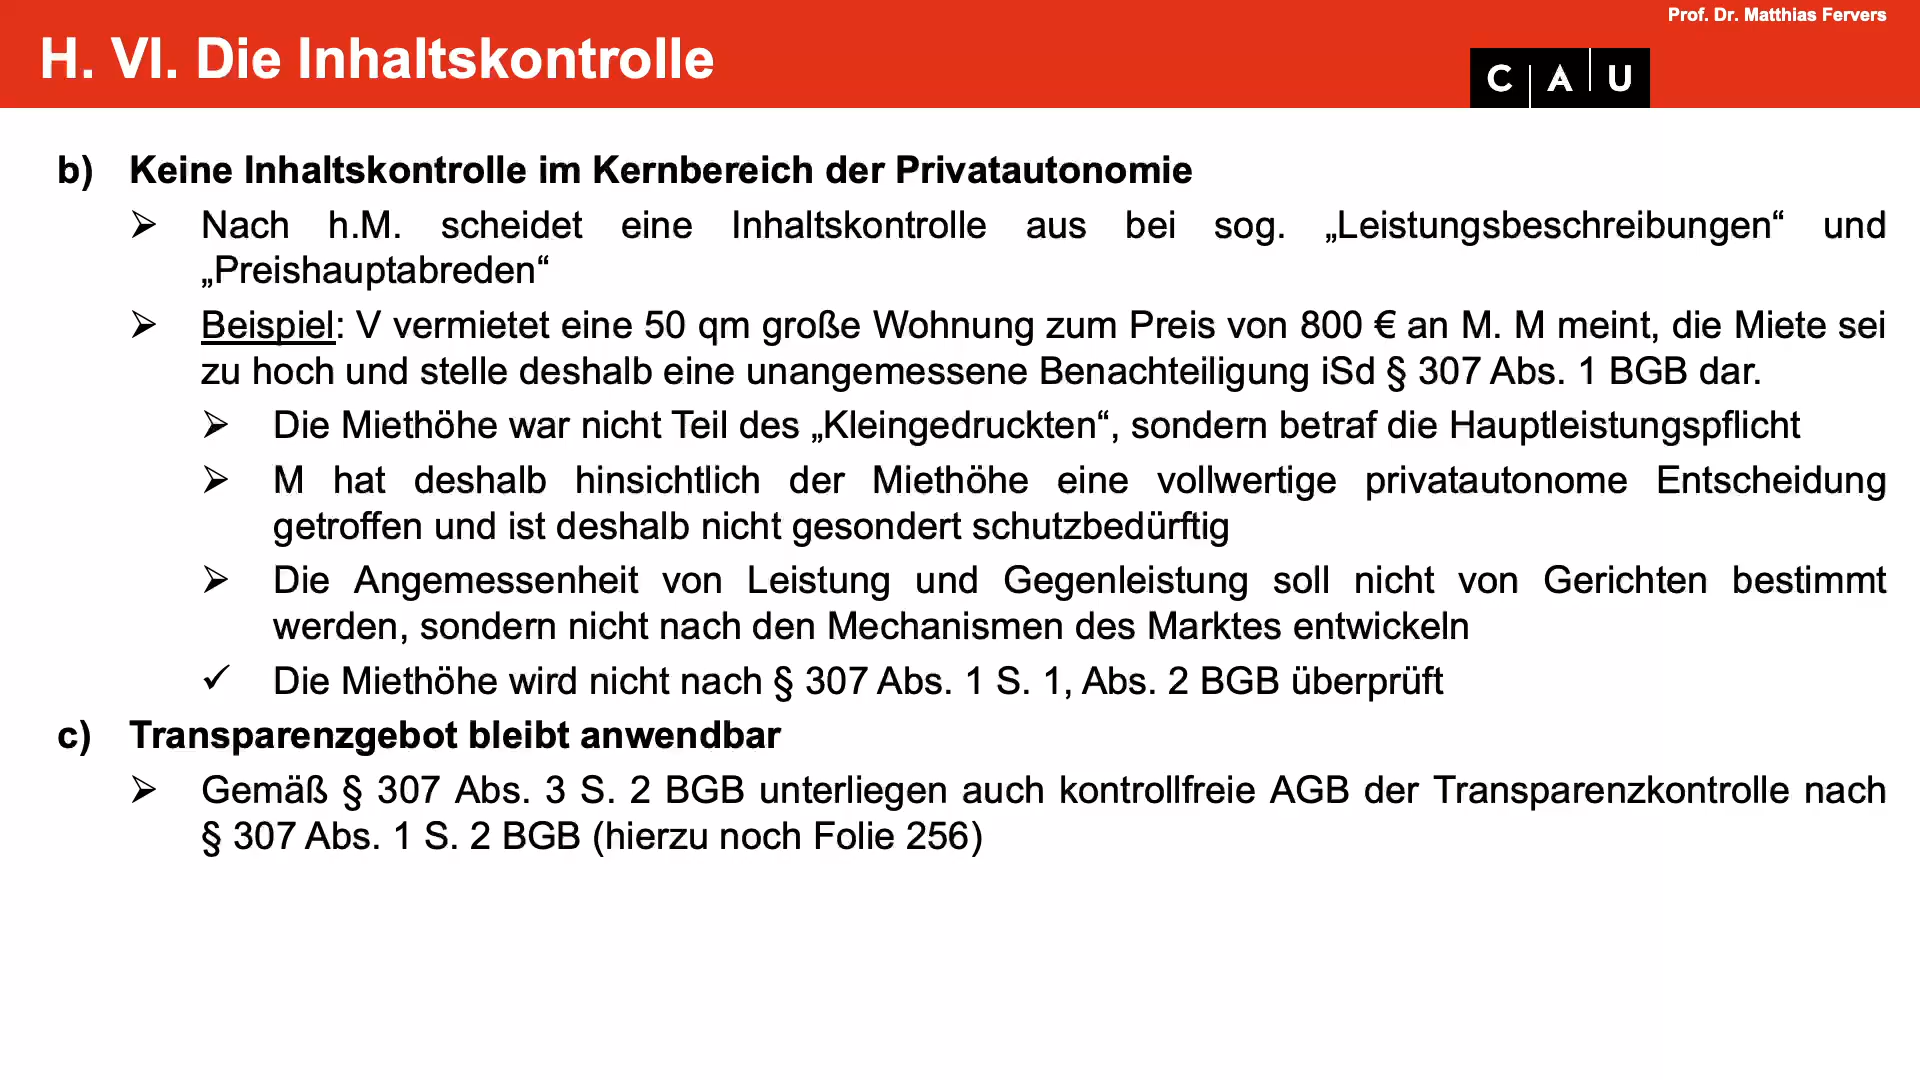 Prof. Dr. Matthias Fervers
H. VI. Die Inhaltskontrolle
C A U
b) Keine Inhaltskontrolle im Kernbereich der Privatautonomie
➢ Nach h.M. scheidet eine Inhaltskontrolle aus bei sog. „Leistungsbeschreibungen“ und
„Preishauptabreden“
➢ Beispiel: V vermietet eine 50 qm große Wohnung zum Preis von 800 € an M. M meint, die Miete sei
zu hoch und stelle deshalb eine unangemessene Benachteiligung iSd § 307 Abs. 1 BGB dar.
➢ Die Miethöhe war nicht Teil des „Kleingedruckten“, sondern betraf die Hauptleistungspflicht
➢ M hat deshalb hinsichtlich der Miethöhe eine vollwertige privatautonome Entscheidung
getroffen und ist deshalb nicht gesondert schutzbedürftig
➢ Die Angemessenheit von Leistung und Gegenleistung soll nicht von Gerichten bestimmt
werden, sondern nicht nach den Mechanismen des Marktes entwickeln
✓ Die Miethöhe wird nicht nach § 307 Abs. 1 S. 1, Abs. 2 BGB überprüft
c) Transparenzgebot bleibt anwendbar
➢ Gemäß § 307 Abs. 3 S. 2 BGB unterliegen auch kontrollfreie AGB der Transparenzkontrolle nach
§ 307 Abs. 1 S. 2 BGB (hierzu noch Folie 256)